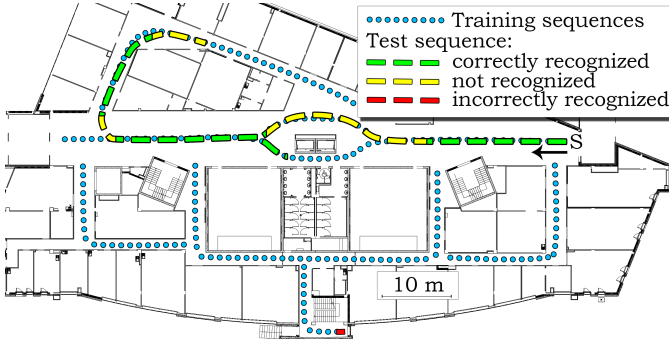 Training sequences
Test sequence:
correctly recognized
not recognized
incorrectly recognized
S
10 m